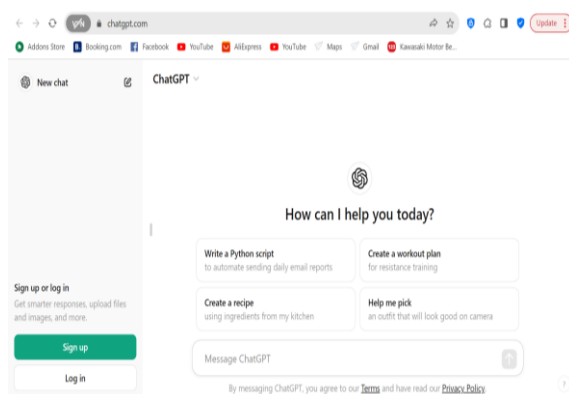 VPN chatgpt.com Update
Addons Store B. Booking.com Facebook YouTube AliExpress YouTube Maps Gmail Kawasaki Motor Be...
New chat
ChatGPT
How can I help you today?
Write a Python script
to automate sending daily email reports
Create a workout plan
for resistance training
Create a recipe
using ingredients from my kitchen
Help me pick
an outfit that will look good on camera
Sign up or log in
Get smarter responses, upload files
and images, and more.
Sign up
Log in
Message ChatGPT
By messaging ChatGPT, you agree to our Terms and have read our Privacy Policy.
?